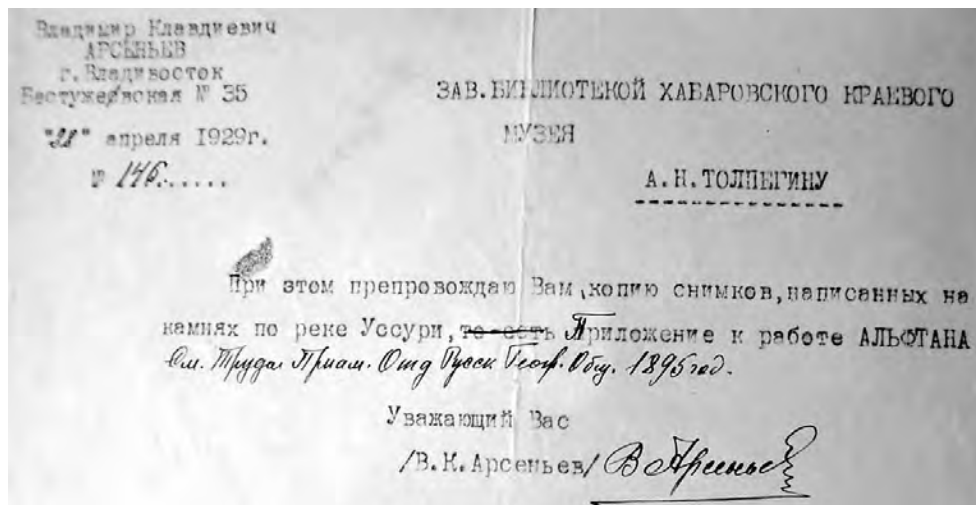 Владимир Клавдиевич
АРСЕНЬЕВ
г. Владивосток
Бестужевская № 35
"21" апреля 1929г.
№ 146......
ЗАВ.БИБЛИОТЕКОЙ ХАБАРОВСКОГО КРАЕВОГО
МУЗЕЯ
А.Н.ТОЛПЕГИНУ
При этом препровождаю Вам,копию снимков,написанных на
камнях по реке Уссури,то-есть Приложение к работе АЛЬФТАНА
См. Труды Приам. Отд Русск Геогр. Общ. 1895 год.
Уважающий Вас
/В.К.Арсеньев/ В Арсеньев